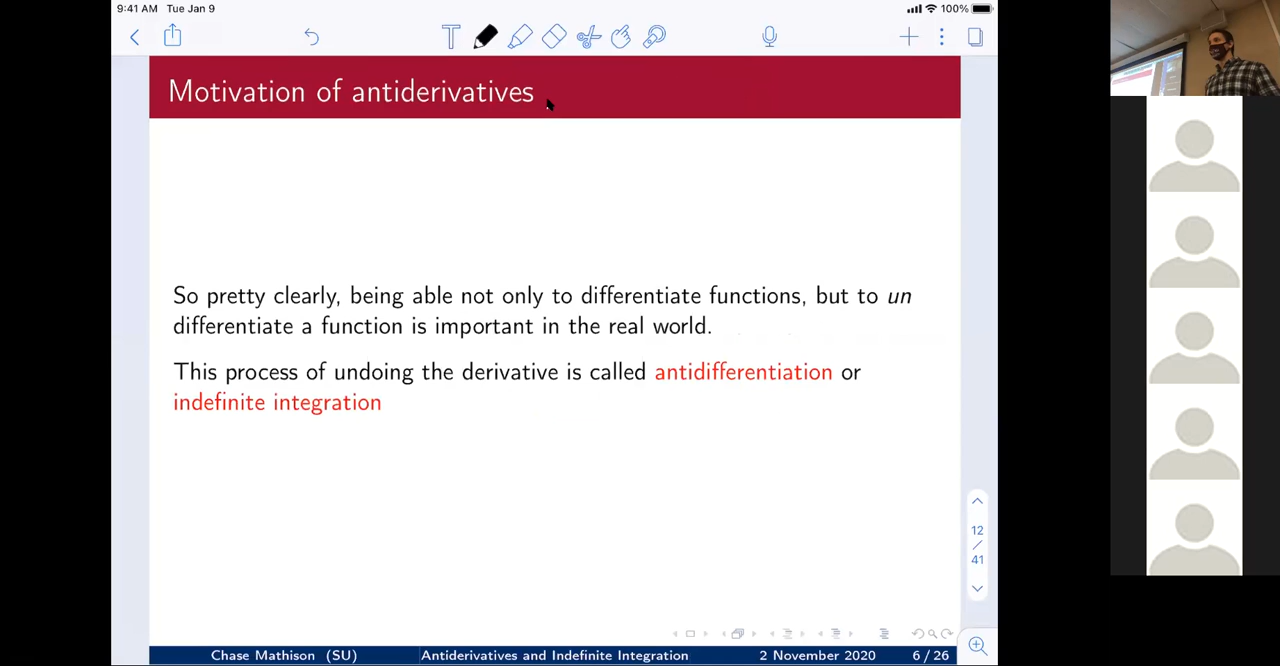 9:41 AM Tue Jan 9
100%
T
Motivation of antiderivatives
So pretty clearly, being able not only to differentiate functions, but to un
differentiate a function is important in the real world.
This process of undoing the derivative is called antidifferentiation or
indefinite integration
12
/
41
Chase Mathison (SU) Antiderivatives and Indefinite Integration 2 November 2020 6 / 26